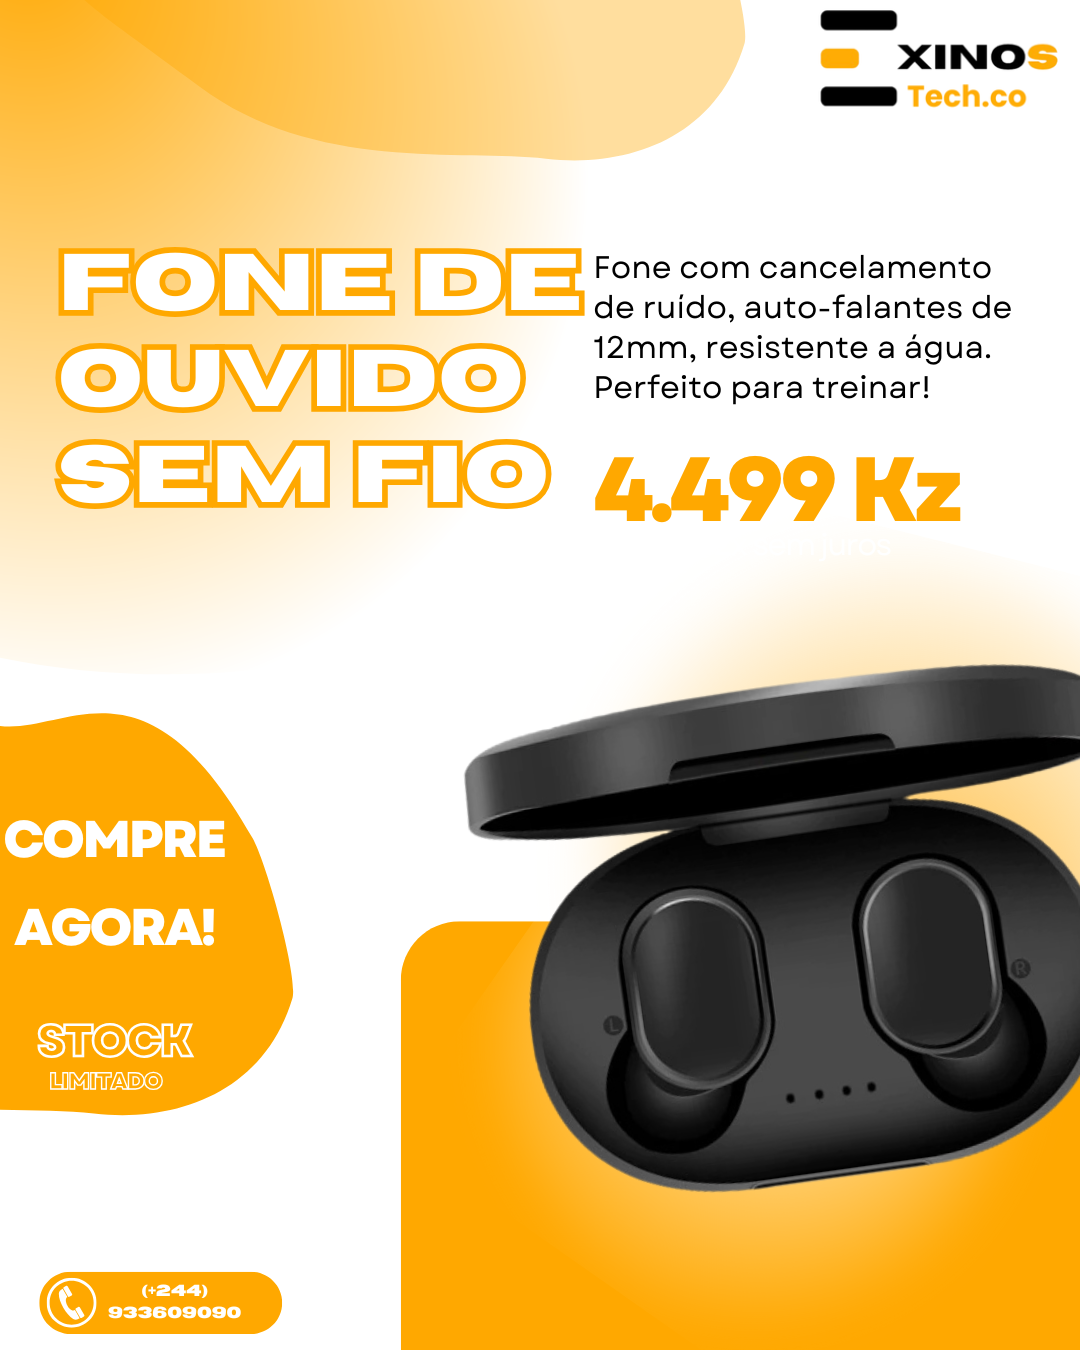 XINOS
Tech.co
FONE DE
OUVIDO
SEM FIO
Fone com cancelamento
de ruído, auto-falantes de
12mm, resistente a água.
Perfeito para treinar!
4.499 Kz
juros
COMPRE
AGORA!
STOCK
LIMITADO
L
R
(+244)
933609090